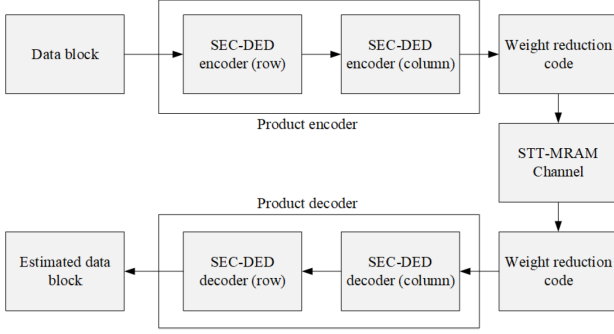 Data block
SEC-DED
encoder (row)
SEC-DED
encoder (column)
Weight reduction
code
Product encoder
STT-MRAM
Channel
Product decoder
Estimated data
block
SEC-DED
decoder (row)
SEC-DED
decoder (column)
Weight reduction
code